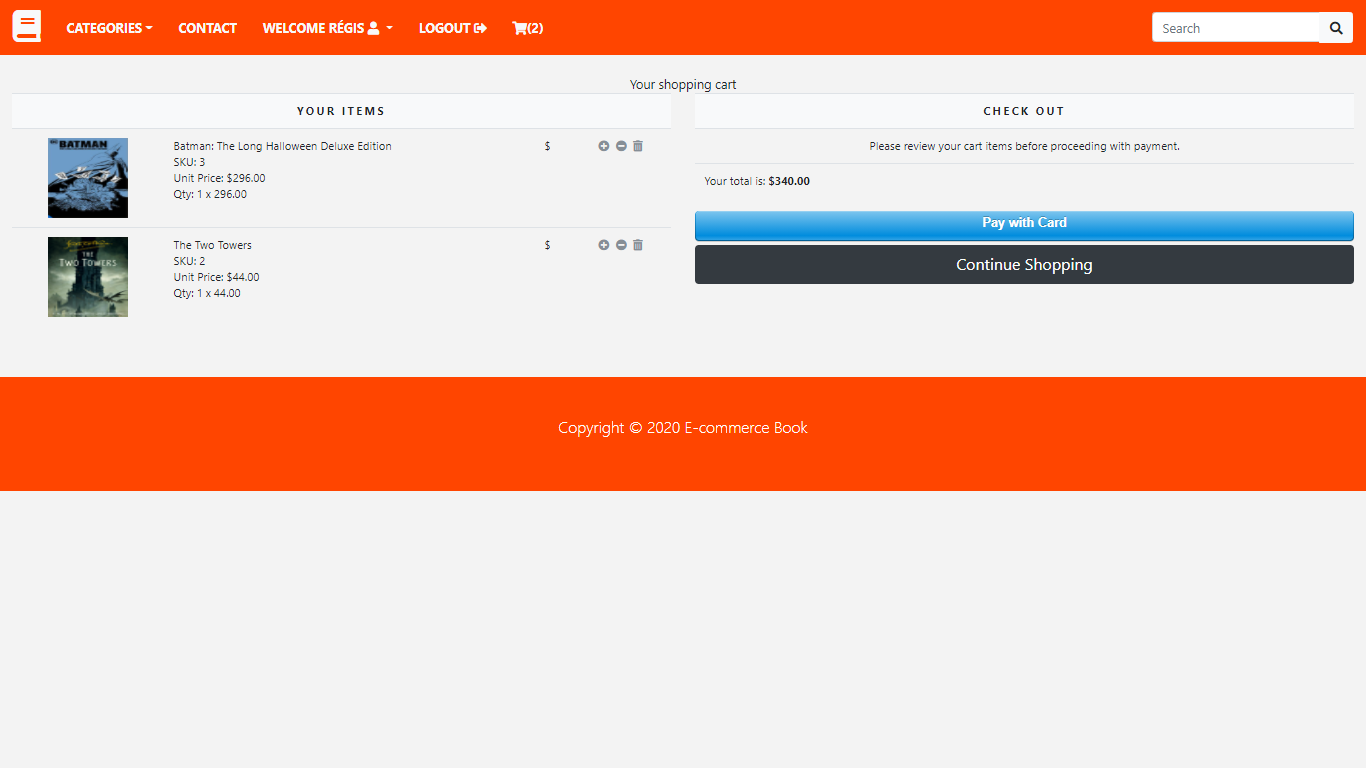 CATEGORIES CONTACT WELCOME RÉGIS LOGOUT (2) Search
Your shopping cart
YOUR ITEMS
BATMAN
Batman: The Long Halloween Deluxe Edition
SKU: 3
Unit Price: $296.00
Qty: 1 x 296.00
$
THE
TWO TOWERS
The Two Towers
SKU: 2
Unit Price: $44.00
Qty: 1 x 44.00
$
CHECK OUT
Please review your cart items before proceeding with payment.
Your total is: $340.00
Pay with Card
Continue Shopping
Copyright © 2020 E-commerce Book